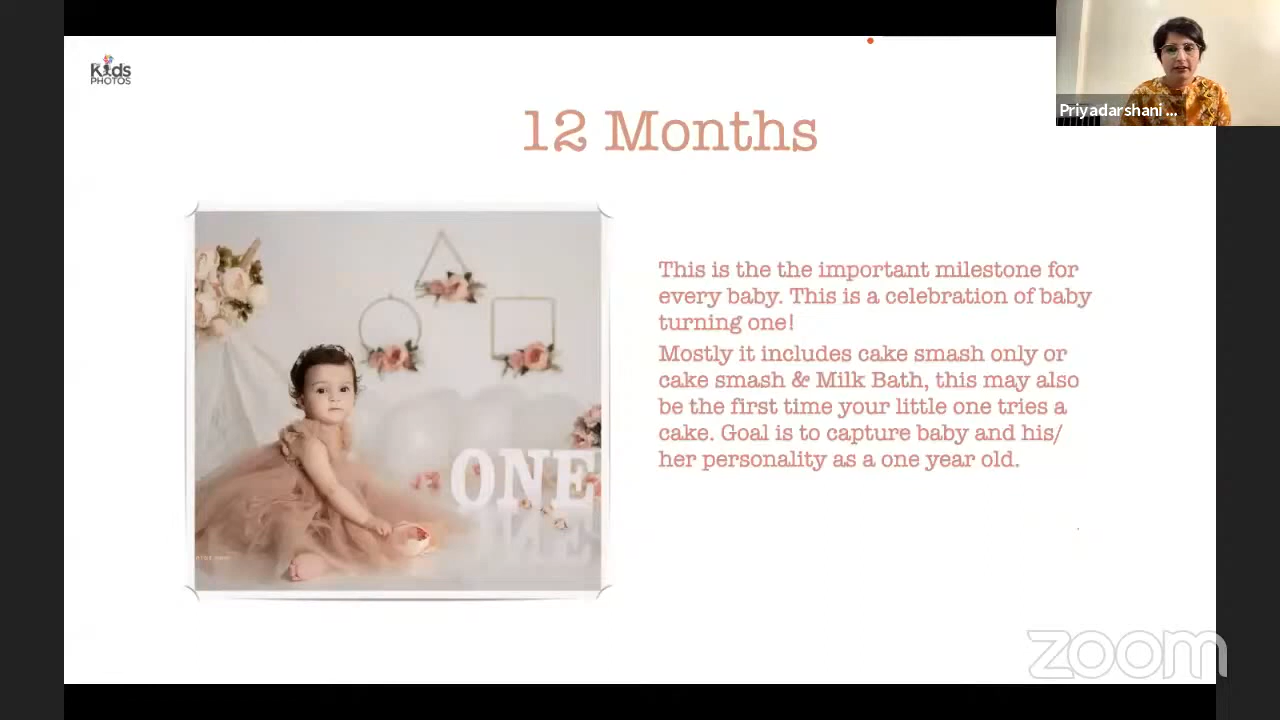 Kids
PHOTOS
Priyadarshani ...
12 Months
This is the the important milestone for
every baby. This is a celebration of baby
turning one!
Mostly it includes cake smash only or
cake smash & Milk Bath, this may also
be the first time your little one tries a
cake. Goal is to capture baby and his/
her personality as a one year old.
ONE
zoom